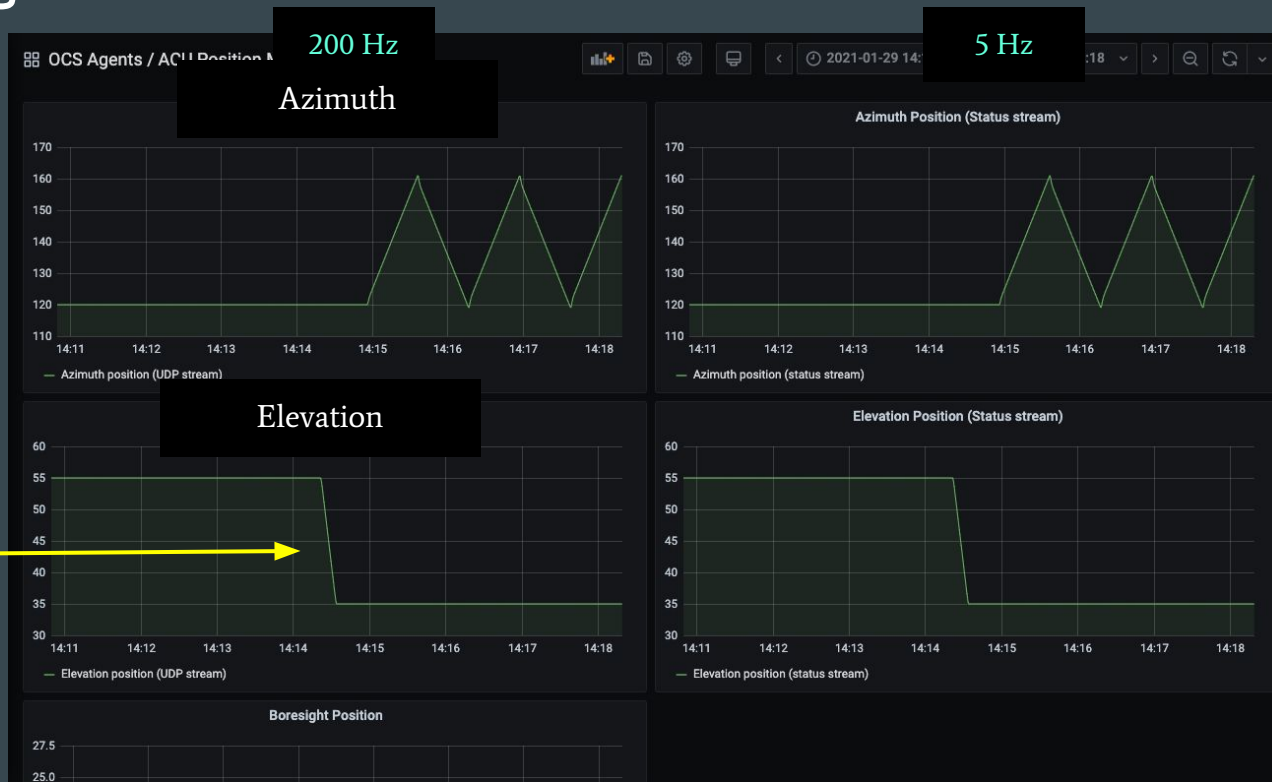 200 Hz
5 Hz
OCS Agents / ACU Position M
2021-01-29 14:
:18
Azimuth
170
160
150
140
130
120
110
14:11 14:12 14:13 14:14 14:15 14:16 14:17 14:18
Azimuth position (UDP stream)
Azimuth Position (Status stream)
170
160
150
140
130
120
110
14:11 14:12 14:13 14:14 14:15 14:16 14:17 14:18
Azimuth position (status stream)
Elevation
60
55
50
45
40
35
30
14:11 14:12 14:13 14:14 14:15 14:16 14:17 14:18
Elevation position (UDP stream)
Elevation Position (Status stream)
60
55
50
45
40
35
30
14:11 14:12 14:13 14:14 14:15 14:16 14:17 14:18
Elevation position (status stream)
Boresight Position
27.5
25.0